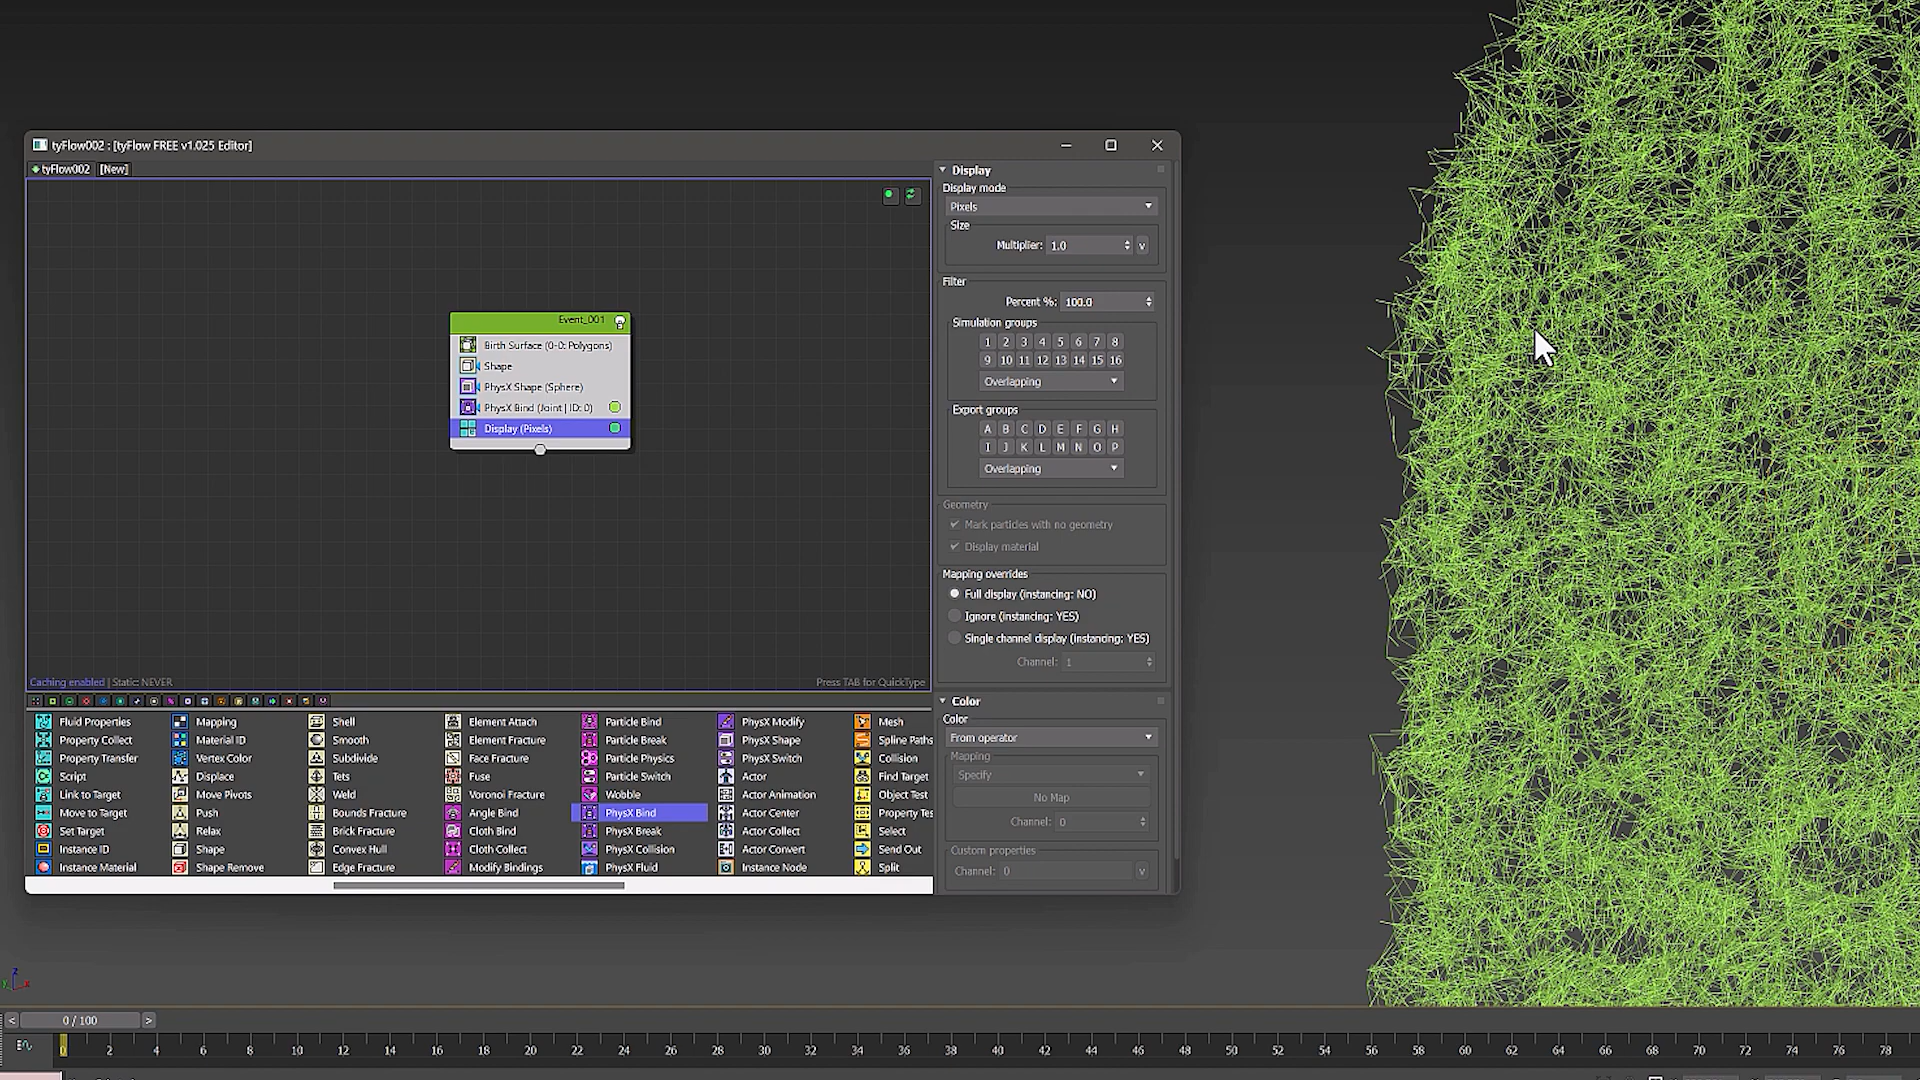 tyFlow002 : [tyFlow FREE v1.025 Editor]
tyFlow002 [New]
Event_001
Birth Surface (0-0: Polygons)
Shape
PhysX Shape (Sphere)
PhysX Bind (Joint | ID: 0)
Display (Pixels)
Caching enabled | Static: NEVER
Press TAB for QuickType
Display
Display mode
Pixels
Size
Multiplier: 1.0 v
Filter
Percent %: 100.0
Simulation groups
1 2 3 4 5 6 7 8
9 10 11 12 13 14 15 16
Overlapping
Export groups
A B C D E F G H
I J K L M N O P
Overlapping
Geometry
Mark particles with no geometry
Display material
Mapping overrides
Full display (instancing: NO)
Ignore (instancing: YES)
Single channel display (instancing: YES)
Channel: 1
Color
Color
From operator
Mapping
Specify
No Map
Channel: 0
Custom properties
Channel: 0 v
Fluid Properties Mapping Shell Element Attach Particle Bind PhysX Modify Mesh
Property Collect Material ID Smooth Element Fracture Particle Break PhysX Shape Spline Paths
Property Transfer Vertex Color Subdivide Face Fracture Particle Physics PhysX Switch Collision
Script Displace Tets Fuse Particle Switch Actor Find Target
Link to Target Move Pivots Weld Voronoi Fracture Wobble Actor Animation Object Test
Move to Target Push Bounds Fracture Angle Bind PhysX Bind Actor Center Property Tes
Set Target Relax Brick Fracture Cloth Bind PhysX Break Actor Collect Select
Instance ID Shape Convex Hull Cloth Collect PhysX Collision Actor Convert Send Out
Instance Material Shape Remove Edge Fracture Modify Bindings PhysX Fluid Instance Node Split
z
y x
< 0 / 100 >
0 2 4 6 8 10 12 14 16 18 20 22 24 26 28 30 32 34 36 38 40 42 44 46 48 50 52 54 56 58 60 62 64 66 68 70 72 74 76 78